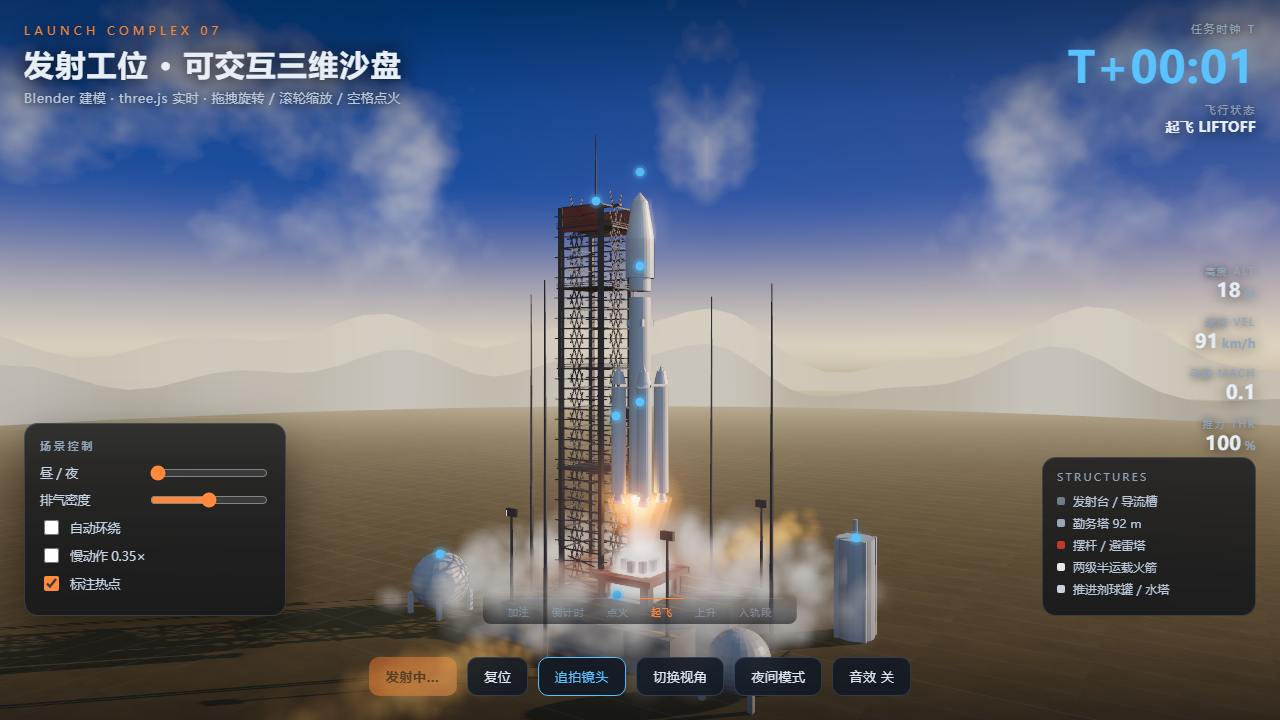 LAUNCH COMPLEX 07
发射工位 · 可交互三维沙盘
Blender 建模 · three.js 实时 · 拖拽旋转 / 滚轮缩放 / 空格点火
任务时钟 T
T+00:01
飞行状态
起飞 LIFTOFF
高度 ALT
18
VEL
91 km/h
MACH
0.1
推力 THR
100 %
场景控制
昼 / 夜
排气密度
自动环绕
慢动作 0.35×
标注热点
STRUCTURES
发射台 / 导流槽
勤务塔 92 m
摆杆 / 避雷塔
两级半运载火箭
推进剂球罐 / 水塔
加注 倒计时 点火 起飞 上升 入轨段
发射中...
复位
追拍镜头
切换视角
夜间模式
音效 关